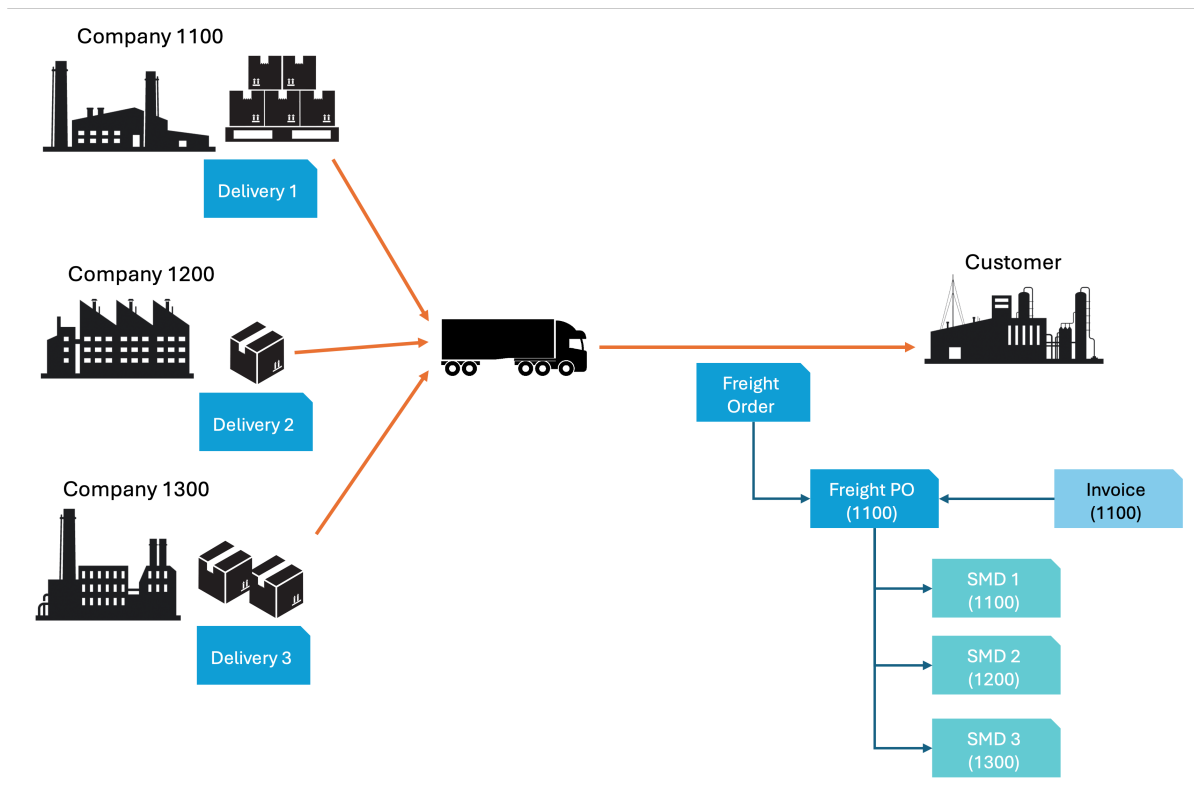 Company 1100
Delivery 1
Company 1200
Delivery 2
Company 1300
Delivery 3
Customer
Freight
Order
Freight PO
(1100)
Invoice
(1100)
SMD 1
(1100)
SMD 2
(1200)
SMD 3
(1300)